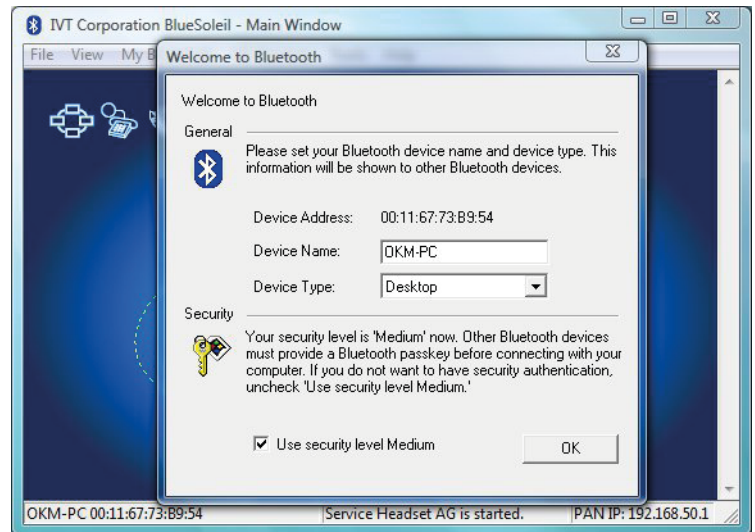 IVT Corporation BlueSoleil - Main Window
File View My B
Welcome to Bluetooth
Welcome to Bluetooth
General
Please set your Bluetooth device name and device type. This
information will be shown to other Bluetooth devices.
Device Address: 00:11:67:73:B9:54
Device Name: OKM-PC
Device Type: Desktop
Security
Your security level is 'Medium' now. Other Bluetooth devices
must provide a Bluetooth passkey before connecting with your
computer. If you do not want to have security authentication,
uncheck 'Use security level Medium.'
Use security level Medium
OK
OKM-PC 00:11:67:73:B9:54 Service Headset AG is started. PAN IP: 192.168.50.1